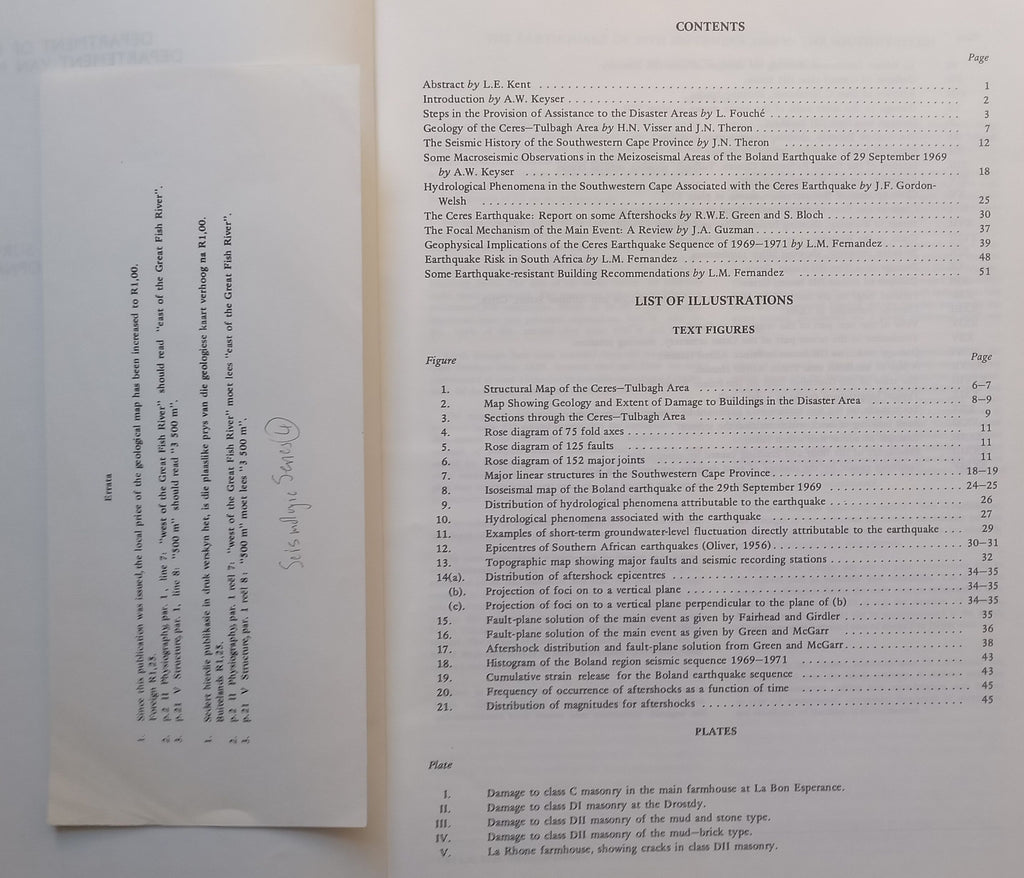 Errata
1. Since this publication was issued, the local price of the geological map has been increased to R1,00.
Foreign R1,25.
2. p.2 II Physiography, par. 1, line 7: "west of the Great Fish River" should read "east of the Great Fish River".
3. p.21 V Structure, par. 1, line 8: "500 m" should read "3 500 m".
1. Sedert hierdie publikasie in druk verskyn het, is die plaaslike prys van die geologiese kaart verhoog na R1,00.
Buitelands R1,25.
2. p.2 II Physiography, par. 1 reël 7: "west of the Great Fish River" moet lees "east of the Great Fish River".
3. p.21 V Structure, par. 1 reël 8: "500 m" moet lees "3 500 m".
Series (4)
CONTENTS
Page
Abstract by L.E. Kent 1
Introduction by A.W. Keyser 2
Steps in the Provision of Assistance to the Disaster Areas by L. Fouché 3
Geology of the Ceres—Tulbagh Area by H.N. Visser and J.N. Theron 7
The Seismic History of the Southwestern Cape Province by J.N. Theron 12
Some Macroseismic Observations in the Meizoseismal Areas of the Boland Earthquake of 29 September 1969
by A.W. Keyser 18
Hydrological Phenomena in the Southwestern Cape Associated with the Ceres Earthquake by J.F. Gordon-
Welsh 25
The Ceres Earthquake: Report on some Aftershocks by R.W.E. Green and S. Bloch 30
The Focal Mechanism of the Main Event: A Review by J.A. Guzman 37
Geophysical Implications of the Ceres Earthquake Sequence of 1969—1971 by L.M. Fernandez 39
Earthquake Risk in South Africa by L.M. Fernandez 48
Some Earthquake-resistant Building Recommendations by L.M. Fernandez 51
LIST OF ILLUSTRATIONS
TEXT FIGURES
Figure Page
1. Structural Map of the Ceres—Tulbagh Area 6—7
2. Map Showing Geology and Extent of Damage to Buildings in the Disaster Area 8—9
3. Sections through the Ceres—Tulbagh Area 9
4. Rose diagram of 75 fold axes 11
5. Rose diagram of 125 faults 11
6. Rose diagram of 152 major joints 11
7. Major linear structures in the Southwestern Cape Province 18—19
8. Isoseismal map of the Boland earthquake of the 29th September 1969 24—25
9. Distribution of hydrological phenomena attributable to the earthquake 26
10. Hydrological phenomena associated with the earthquake 27
11. Examples of short-term groundwater-level fluctuation directly attributable to the earthquake 29
12. Epicentres of Southern African earthquakes (Oliver, 1956) 30—31
13. Topographic map showing major faults and seismic recording stations 32
14(a). Distribution of aftershock epicentres 34—35
(b). Projection of foci on to a vertical plane 34—35
(c). Projection of foci on to a vertical plane perpendicular to the plane of (b) 34—35
15. Fault-plane solution of the main event as given by Fairhead and Girdler 35
16. Fault-plane solution of the main event as given by Green and McGarr 36
17. Aftershock distribution and fault-plane solution from Green and McGarr 38
18. Histogram of the Boland region seismic sequence 1969—1971 43
19. Cumulative strain release for the Boland earthquake sequence 43
20. Frequency of occurrence of aftershocks as a function of time 45
21. Distribution of magnitudes for aftershocks 45
PLATES
Plate
I. Damage to class C masonry in the main farmhouse at La Bon Esperance.
II. Damage to class DI masonry at the Drostdy.
III. Damage to class DII masonry of the mud and stone type.
IV. Damage to class DII masonry of the mud—brick type.
V. La Rhone farmhouse, showing cracks in class DII masonry.